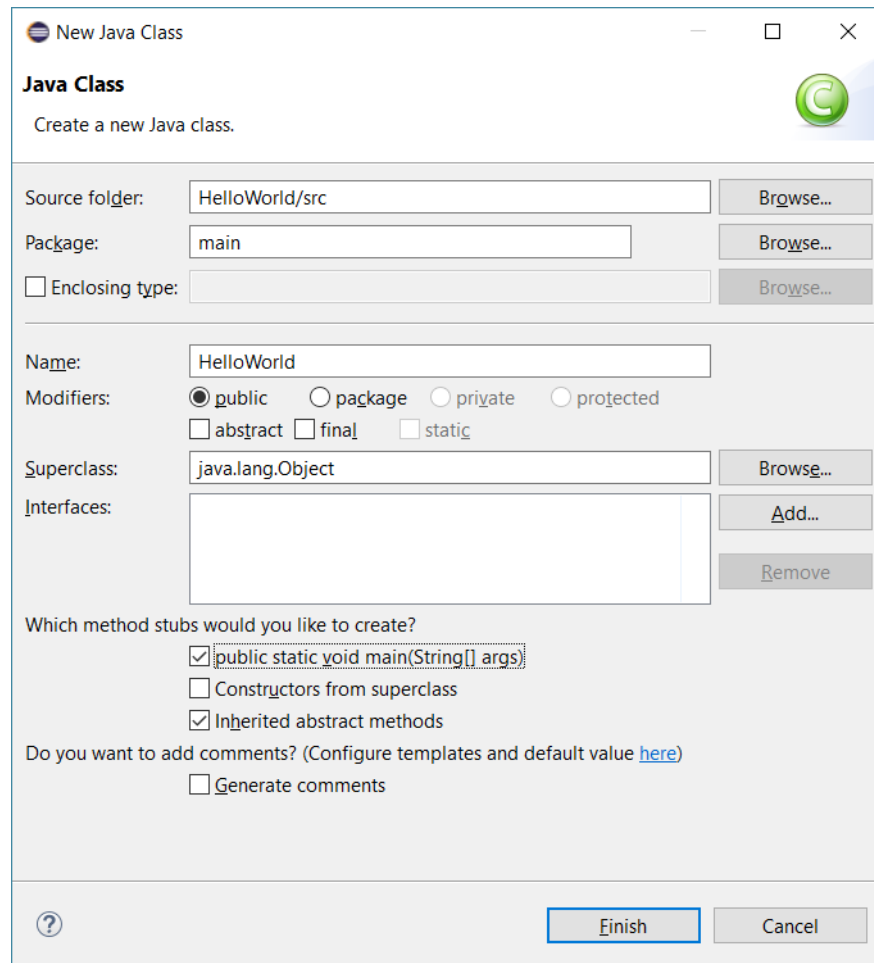 New Java Class
Java Class
Create a new Java class.
Source folder: HelloWorld/src Browse...
Package: main Browse...
Enclosing type: Browse...
Name: HelloWorld
Modifiers: public package private protected
abstract final static
Superclass: java.lang.Object Browse...
Interfaces: Add...
Remove
Which method stubs would you like to create?
public static void main(String[] args)
Constructors from superclass
Inherited abstract methods
Do you want to add comments? (Configure templates and default value here)
Generate comments
? Finish Cancel